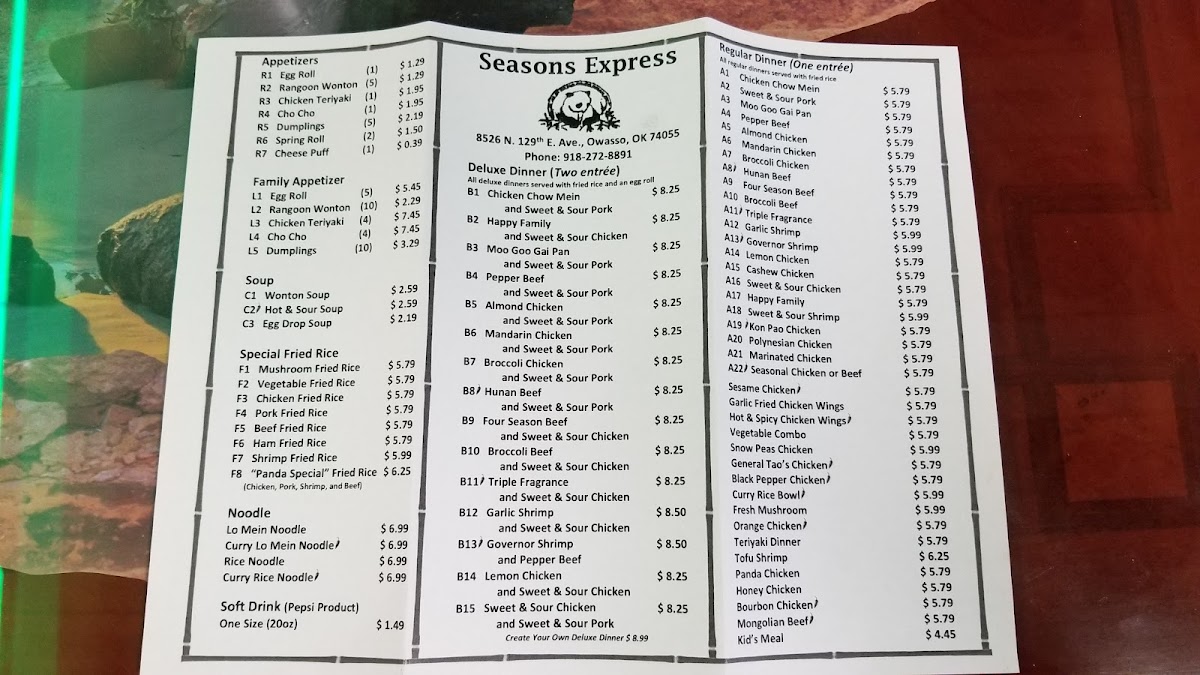 Appetizers
R1 Egg Roll (1) $ 1.29
R2 Rangoon Wonton (5) $ 1.29
R3 Chicken Teriyaki (1) $ 1.95
R4 Cho Cho (1) $ 1.95
R5 Dumplings (5) $ 2.19
R6 Spring Roll (2) $ 1.50
R7 Cheese Puff (1) $ 0.39
Family Appetizer
L1 Egg Roll (5) $ 5.45
L2 Rangoon Wonton (10) $ 2.29
L3 Chicken Teriyaki (4) $ 7.45
L4 Cho Cho (4) $ 7.45
L5 Dumplings (10) $ 3.29
Soup
C1 Wonton Soup $ 2.59
C2 Hot & Sour Soup $ 2.59
C3 Egg Drop Soup $ 2.19
Special Fried Rice
F1 Mushroom Fried Rice $ 5.79
F2 Vegetable Fried Rice $ 5.79
F3 Chicken Fried Rice $ 5.79
F4 Pork Fried Rice $ 5.79
F5 Beef Fried Rice $ 5.79
F6 Ham Fried Rice $ 5.79
F7 Shrimp Fried Rice $ 5.99
F8 “Panda Special” Fried Rice $ 6.25
(Chicken, Pork, Shrimp, and Beef)
Noodle
Lo Mein Noodle $ 6.99
Curry Lo Mein Noodle $ 6.99
Rice Noodle $ 6.99
Curry Rice Noodle $ 6.99
Soft Drink (Pepsi Product)
One Size (20oz) $ 1.49
Seasons Express
8526 N. 129th E. Ave., Owasso, OK 74055
Phone: 918-272-8891
Deluxe Dinner (Two entrée)
All deluxe dinners served with fried rice and an egg roll
B1 Chicken Chow Mein $ 8.25
and Sweet & Sour Pork
B2 Happy Family $ 8.25
and Sweet & Sour Chicken
B3 Moo Goo Gai Pan $ 8.25
and Sweet & Sour Pork
B4 Pepper Beef $ 8.25
and Sweet & Sour Pork
B5 Almond Chicken $ 8.25
and Sweet & Sour Pork
B6 Mandarin Chicken $ 8.25
and Sweet & Sour Pork
B7 Broccoli Chicken $ 8.25
and Sweet & Sour Pork
B8 Hunan Beef $ 8.25
and Sweet & Sour Pork
B9 Four Season Beef $ 8.25
and Sweet & Sour Chicken
B10 Broccoli Beef $ 8.25
and Sweet & Sour Chicken
B11 Triple Fragrance $ 8.25
and Sweet & Sour Chicken
B12 Garlic Shrimp $ 8.50
and Sweet & Sour Chicken
B13 Governor Shrimp $ 8.50
and Pepper Beef
B14 Lemon Chicken $ 8.25
and Sweet & Sour Chicken
B15 Sweet & Sour Chicken $ 8.25
and Sweet & Sour Pork
Create Your Own Deluxe Dinner $ 8.99
Regular Dinner (One entrée)
All regular dinners served with fried rice
A1 Chicken Chow Mein $ 5.79
A2 Sweet & Sour Pork $ 5.79
A3 Moo Goo Gai Pan $ 5.79
A4 Pepper Beef $ 5.79
A5 Almond Chicken $ 5.79
A6 Mandarin Chicken $ 5.79
A7 Broccoli Chicken $ 5.79
A8 Hunan Beef $ 5.79
A9 Four Season Beef $ 5.79
A10 Broccoli Beef $ 5.79
A11 Triple Fragrance $ 5.79
A12 Garlic Shrimp $ 5.99
A13 Governor Shrimp $ 5.99
A14 Lemon Chicken $ 5.79
A15 Cashew Chicken $ 5.79
A16 Sweet & Sour Chicken $ 5.79
A17 Happy Family $ 5.79
A18 Sweet & Sour Shrimp $ 5.99
A19 Kon Pao Chicken $ 5.79
A20 Polynesian Chicken $ 5.79
A21 Marinated Chicken $ 5.79
A22 Seasonal Chicken or Beef $ 5.79
Sesame Chicken $ 5.79
Garlic Fried Chicken Wings $ 5.79
Hot & Spicy Chicken Wings $ 5.79
Vegetable Combo $ 5.79
Snow Peas Chicken $ 5.99
General Tao's Chicken $ 5.79
Black Pepper Chicken $ 5.79
Curry Rice Bowl $ 5.99
Fresh Mushroom $ 5.99
Orange Chicken $ 5.79
Teriyaki Dinner $ 5.79
Tofu Shrimp $ 6.25
Panda Chicken $ 5.79
Honey Chicken $ 5.79
Bourbon Chicken $ 5.79
Mongolian Beef $ 5.79
Kid's Meal $ 4.45